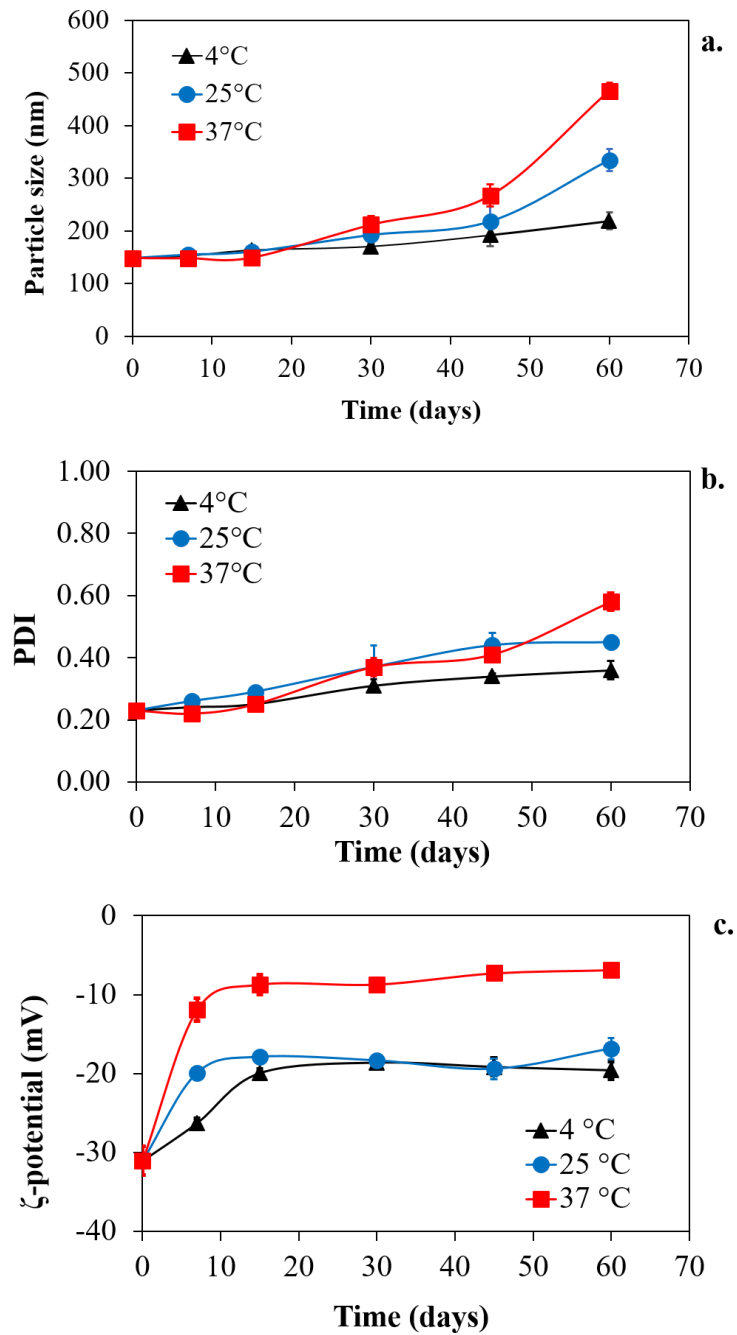 a.
600
500
400
300
200
100
0
Particle size (nm)
4°C
25°C
37°C
0 10 20 30 40 50 60 70
Time (days)
b.
1.00
0.80
0.60
0.40
0.20
0.00
PDI
4°C
25°C
37°C
0 10 20 30 40 50 60 70
Time (days)
c.
0
-10
-20
-30
-40
ζ-potential (mV)
4 °C
25 °C
37 °C
0 10 20 30 40 50 60 70
Time (days)